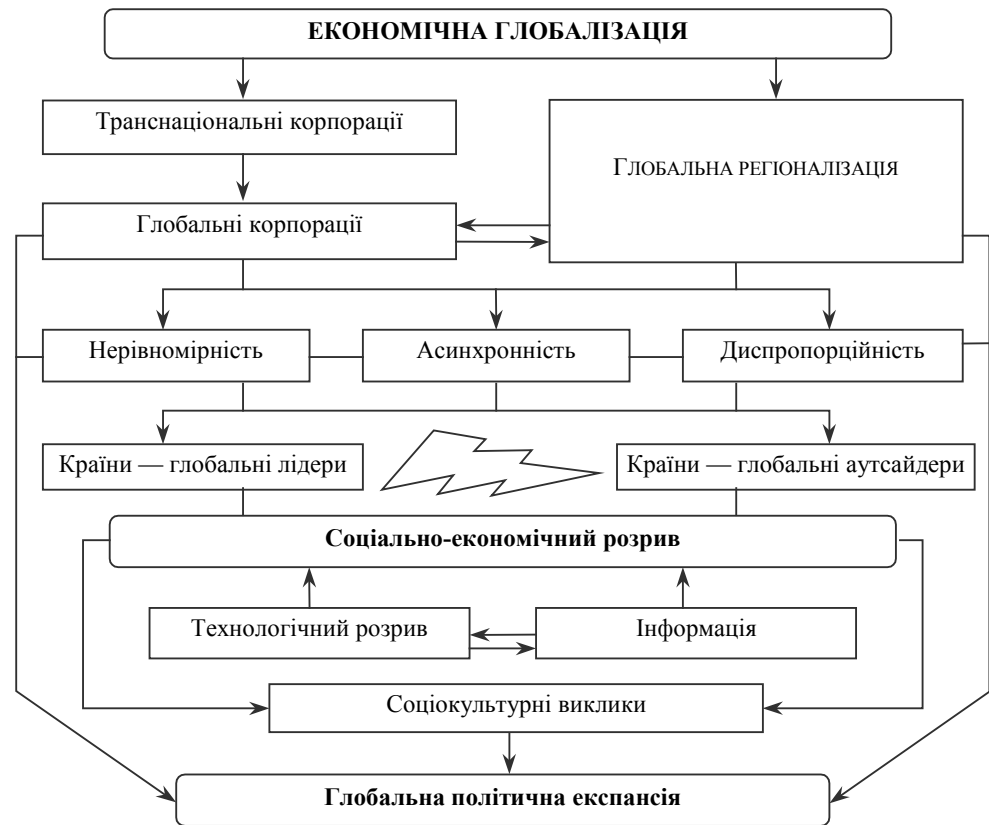 ЕКОНОМІЧНА ГЛОБАЛІЗАЦІЯ
Транснаціональні корпорації
ГЛОБАЛЬНА РЕГІОНАЛІЗАЦІЯ
Глобальні корпорації
Нерівномірність
Асинхронність
Диспропорційність
Країни — глобальні лідери
Країни — глобальні аутсайдери
Соціально-економічний розрив
Технологічний розрив
Інформація
Соціокультурні виклики
Глобальна політична експансія